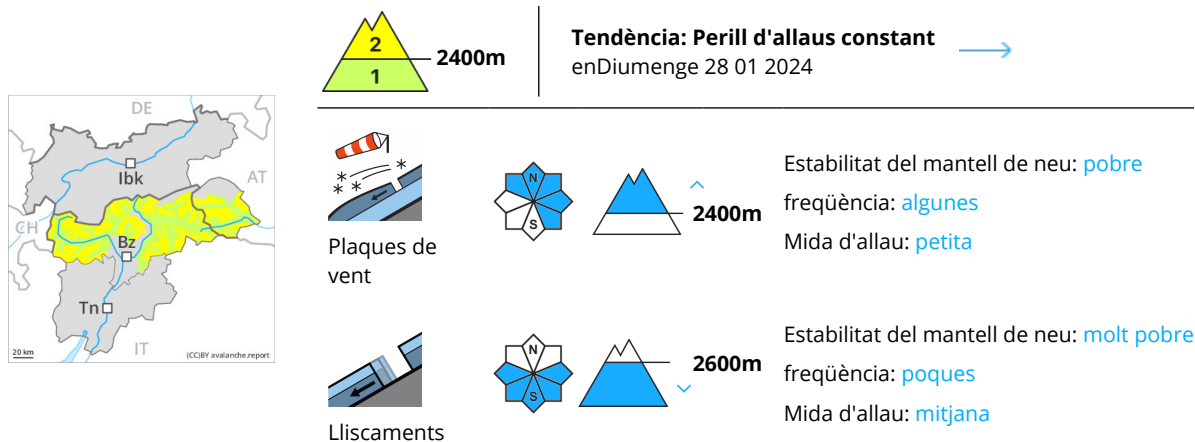 2
1
2400m
Tendència: Perill d'allaus constant
enDiumenge 28 01 2024
DE
Ibk
AT
CH
Bz
Tn
IT
20 km
(CC)BY avalanche.report
Plaques de
vent
N
S
2400m
Estabilitat del mantell de neu: pobre
freqüència: algunes
Mida d'allau: petita
Lliscaments
N
S
2600m
Estabilitat del mantell de neu: molt pobre
freqüència: poques
Mida d'allau: mitjana